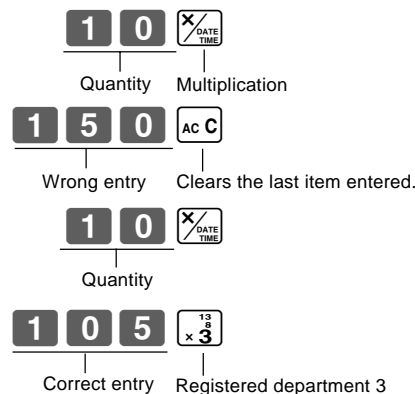 1 0 ×/DATE TIME
Quantity Multiplication
1 5 0 AC C
Wrong entry Clears the last item entered.
1 0 ×/DATE TIME
Quantity
1 0 5 13 8 × 3
Correct entry Registered department 3